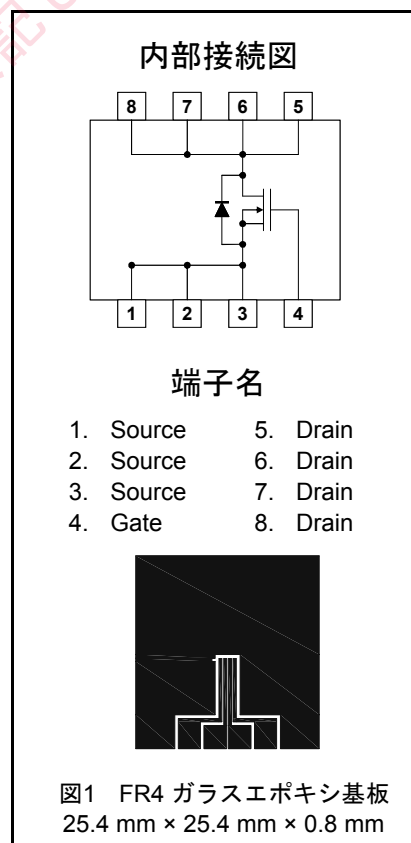 内部接続図
8 7 6 5
1 2 3 4
端子名
1. Source 5. Drain
2. Source 6. Drain
3. Source 7. Drain
4. Gate 8. Drain
図1 FR4 ガラスエポキシ基板
25.4 mm × 25.4 mm × 0.8 mm